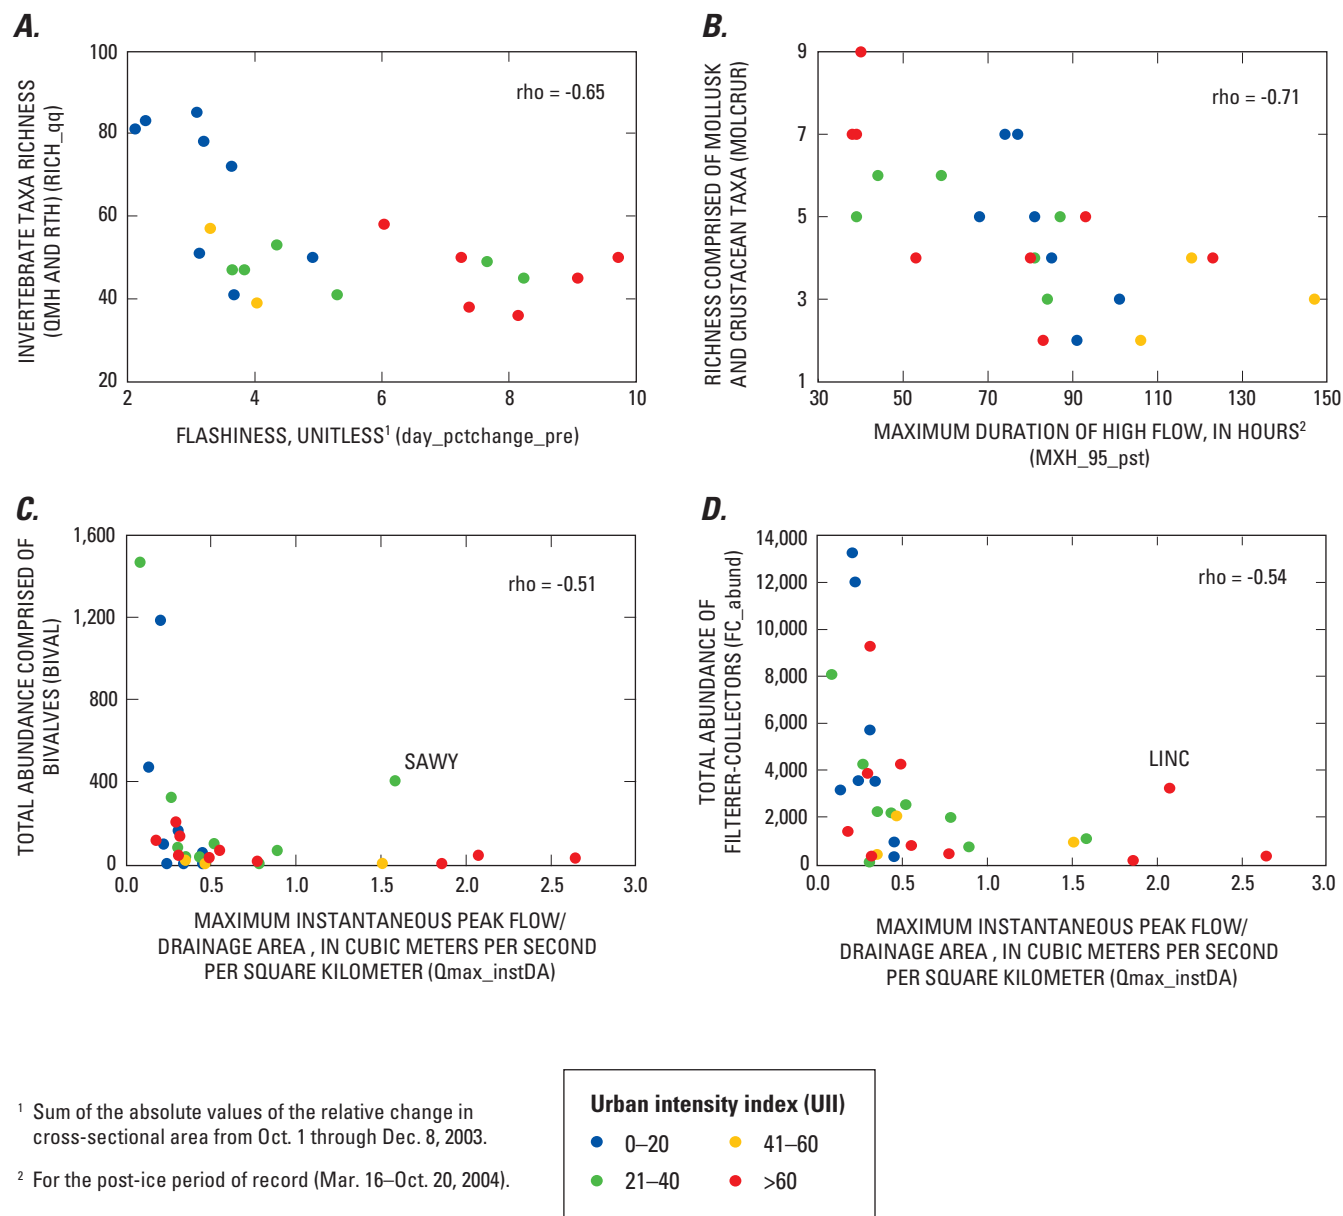 A.
INVERTEBRATE TAXA RICHNESS
(QMH AND RTH) (RICH_qq)
100
80
60
40
20
rho = -0.65
2 4 6 8 10
FLASHINESS, UNITLESS¹ (day_pctchange_pre)
B.
RICHNESS COMPRISED OF MOLLUSK
AND CRUSTACEAN TAXA (MOLCRUR)
9
7
5
3
1
rho = -0.71
30 50 70 90 110 130 150
MAXIMUM DURATION OF HIGH FLOW, IN HOURS²
(MXH_95_pst)
C.
TOTAL ABUNDANCE COMPRISED OF
BIVALVES (BIVAL)
1,600
1,200
800
400
0
rho = -0.51
SAWY
0.0 0.5 1.0 1.5 2.0 2.5 3.0
MAXIMUM INSTANTANEOUS PEAK FLOW/
DRAINAGE AREA , IN CUBIC METERS PER SECOND
PER SQUARE KILOMETER (Qmax_instDA)
D.
TOTAL ABUNDANCE OF
FILTERER-COLLECTORS (FC_abund)
14,000
12,000
10,000
8,000
6,000
4,000
2,000
0
rho = -0.54
LINC
0.0 0.5 1.0 1.5 2.0 2.5 3.0
MAXIMUM INSTANTANEOUS PEAK FLOW/
DRAINAGE AREA , IN CUBIC METERS PER SECOND
PER SQUARE KILOMETER (Qmax_instDA)
¹ Sum of the absolute values of the relative change in
cross-sectional area from Oct. 1 through Dec. 8, 2003.
² For the post-ice period of record (Mar. 16–Oct. 20, 2004).
Urban intensity index (UII)
0–20
41–60
21–40
>60